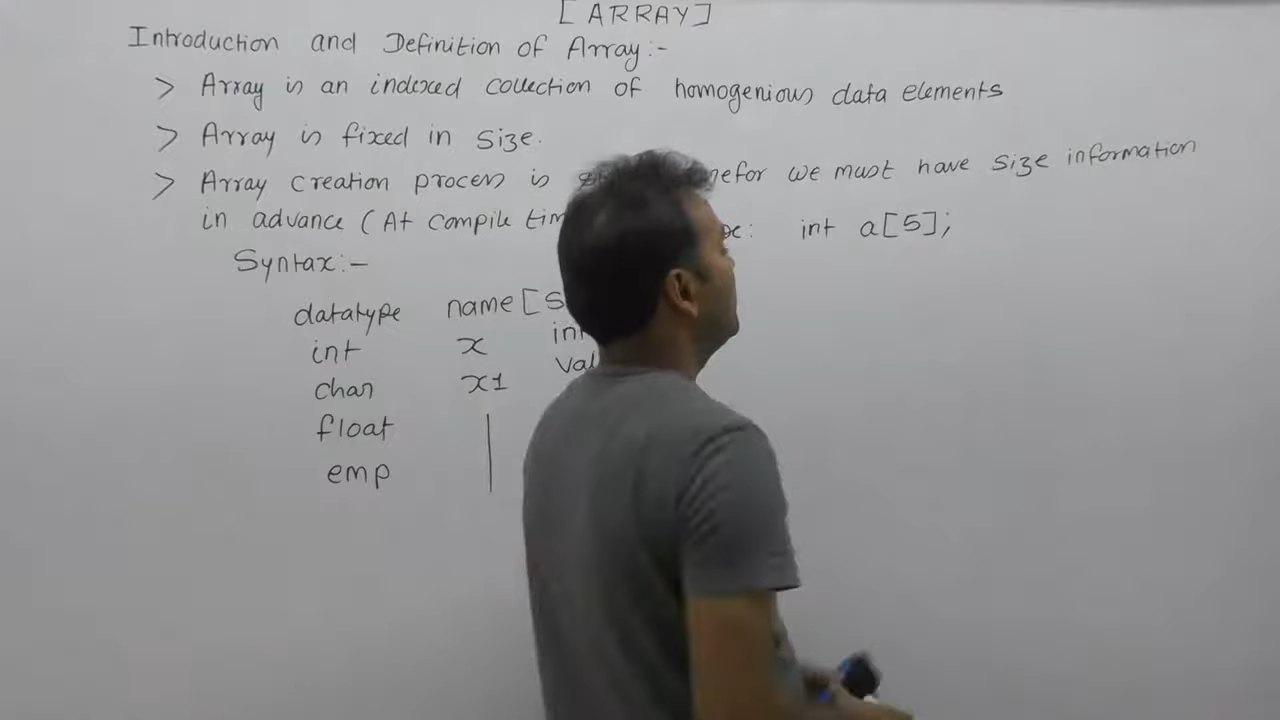 [ ARRAY ]
Introduction and Definition of Array:-
> Array is an indexed collection of homogenious data elements
> Array is fixed in size.
> Array creation process is we must have size information
in advance (At compile int a[5];
Syntax:-
datatype name [
int x
char x1
float
emp